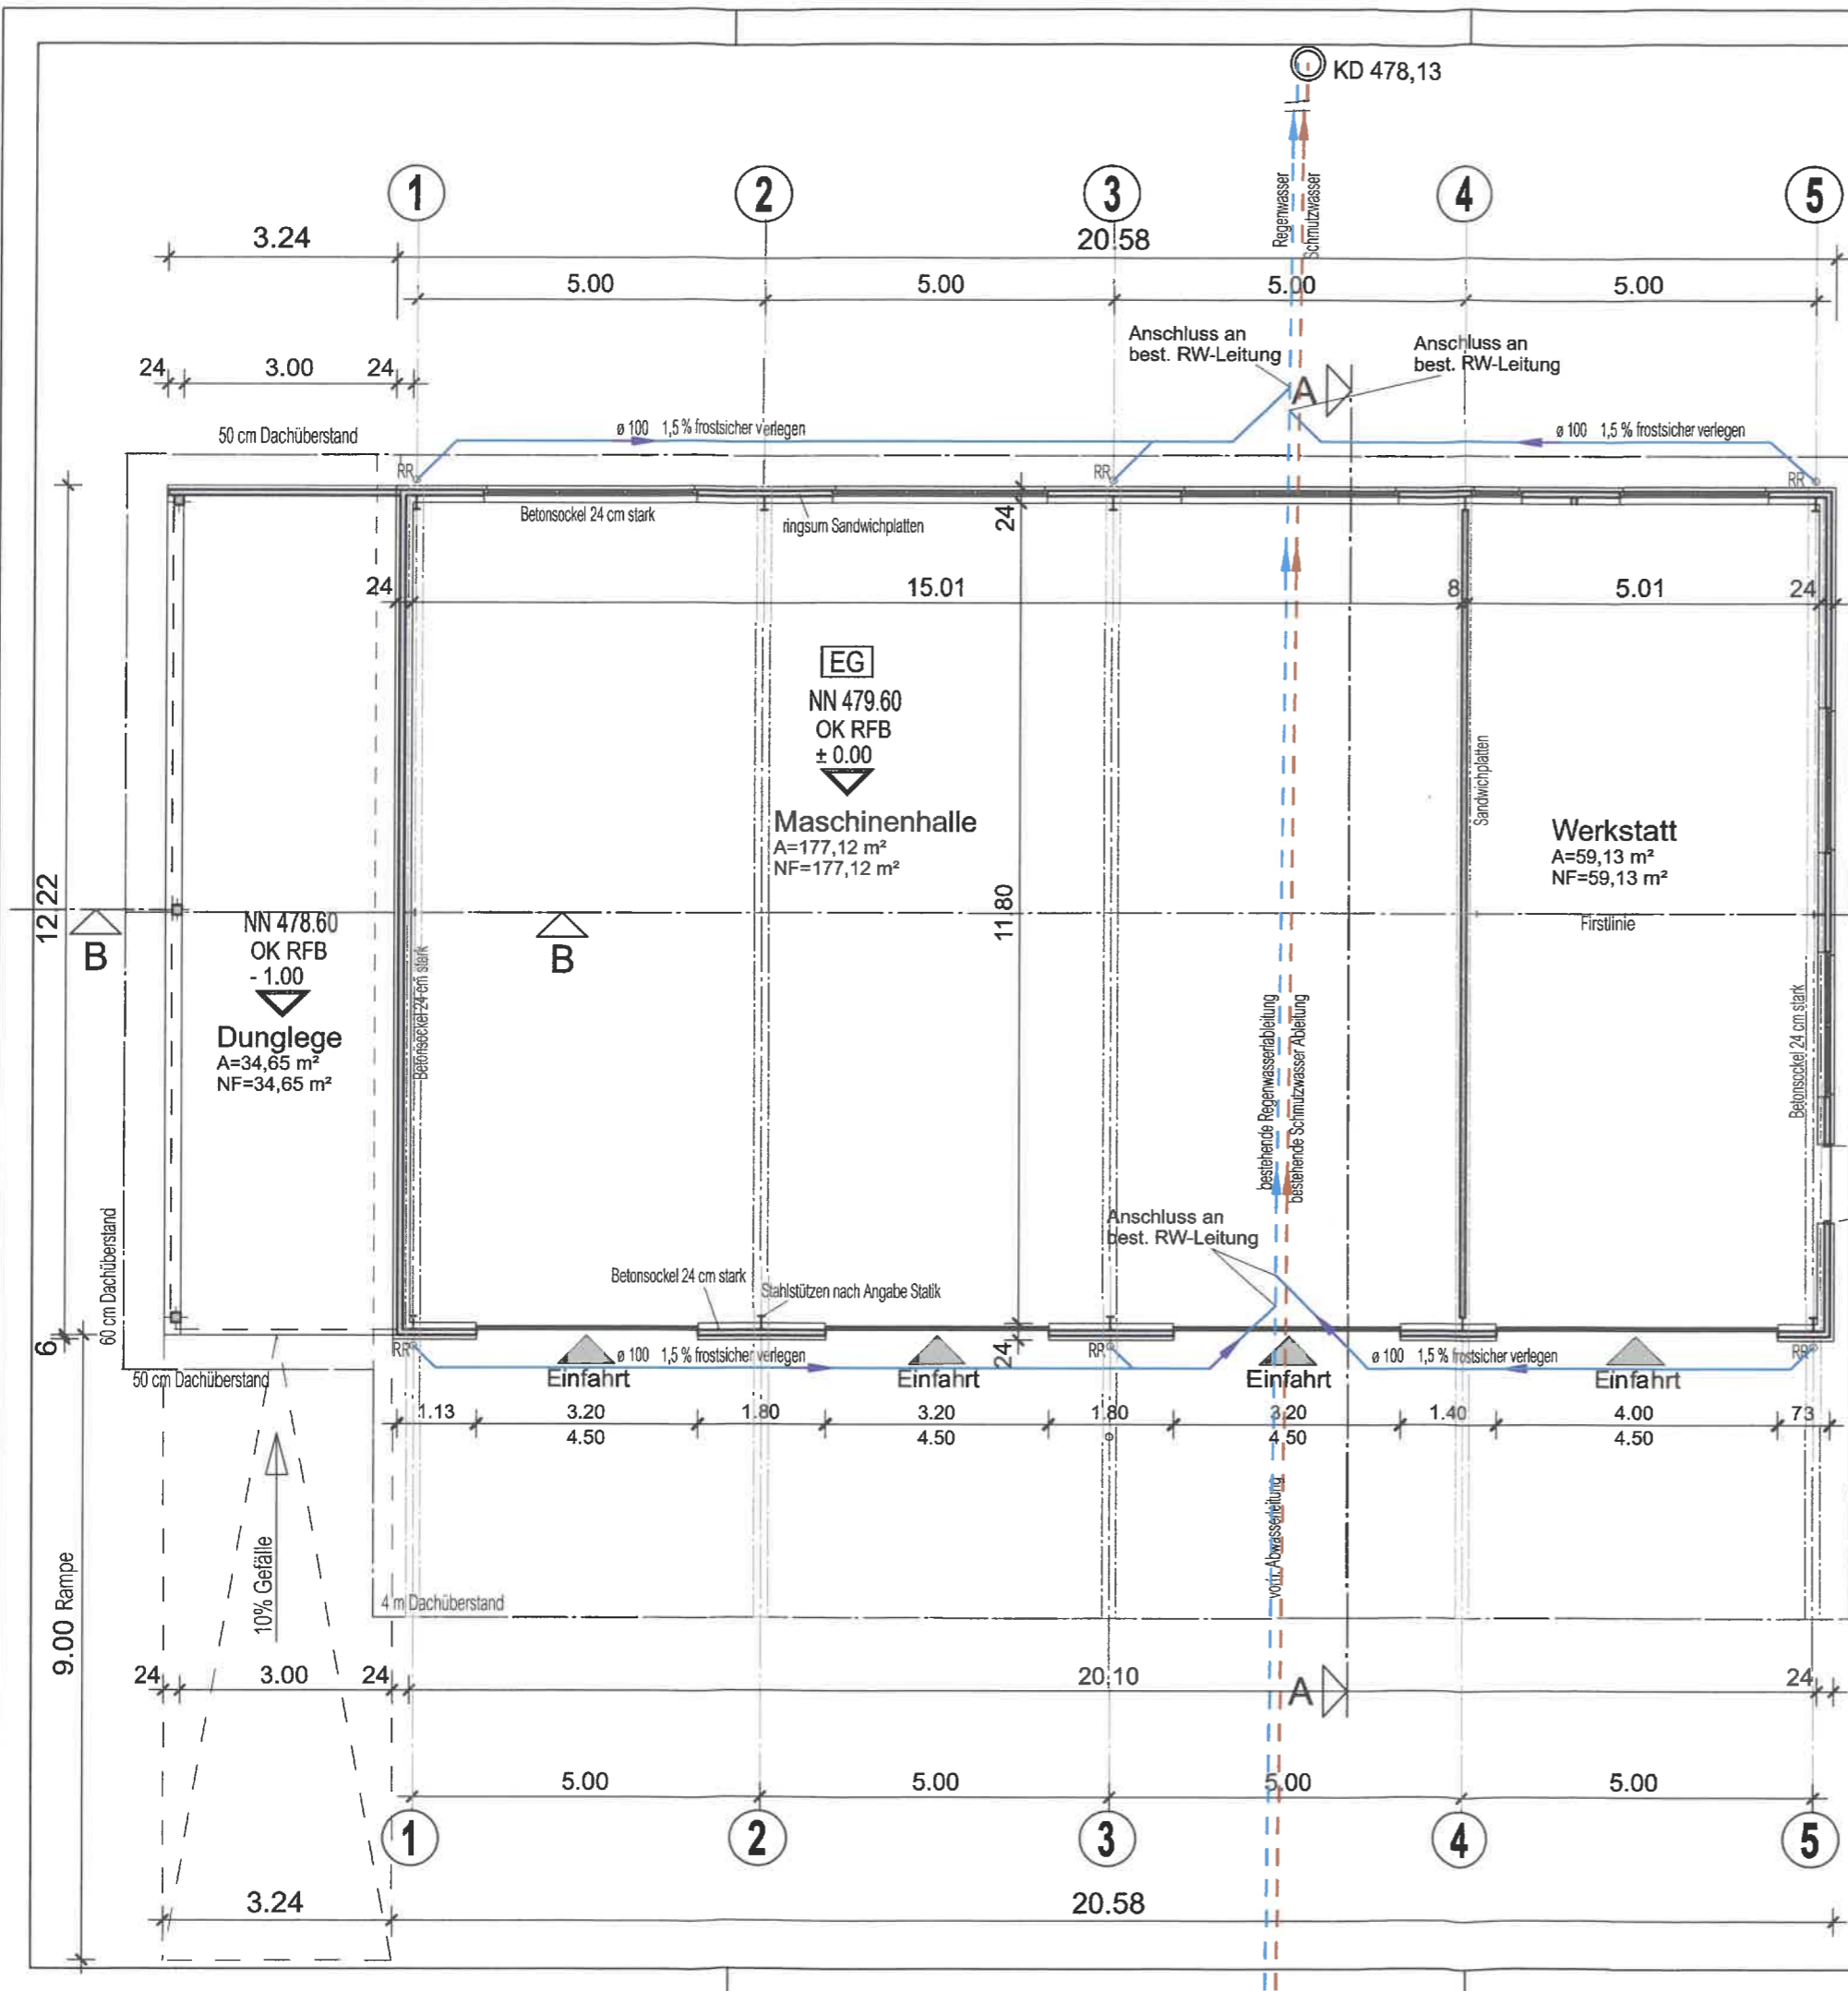 KD 478,13
1
2
3
4
5
Regenwasser
Schmutzwasser
3.24
20.58
5.00
5.00
5.00
5.00
Anschluss an
best. RW-Leitung
Anschluss an
best. RW-Leitung
24
3.00
24
A
50 cm Dachüberstand
ø 100 1,5 % frostsicher verlegen
ø 100 1,5 % frostsicher verlegen
RR
RR
RR
Betonsockel 24 cm stark
ringsum Sandwichplatten
24
24
15.01
8
5.01
24
EG
NN 479.60
OK RFB
± 0.00
Maschinenhalle
A=177,12 m²
NF=177,12 m²
Sandwichplatten
Werkstatt
A=59,13 m²
NF=59,13 m²
12.22
11.80
Firstlinie
B
B
NN 478.60
OK RFB
- 1.00
Dunglege
A=34,65 m²
NF=34,65 m²
Betonsockel 24 cm stark
bestehende Regenwasserlableitung
bestehende Schmutzwasser Ableitung
Betonsockel 24 cm stark
60 cm Dachüberstand
Anschluss an
best. RW-Leitung
Betonsockel 24 cm stark
Stahlstützen nach Angabe Statik
6
24
RR
RR
RR
ø 100 1,5 % frostsicher verlegen
ø 100 1,5 % frostsicher verlegen
50 cm Dachüberstand
Einfahrt
Einfahrt
Einfahrt
Einfahrt
1.13
3.20
1.80
3.20
1.80
3.20
1.40
4.00
73
4.50
4.50
4.50
4.50
vorh. Abwasserleitung
10% Gefälle
9.00 Rampe
4 m Dachüberstand
24
3.00
24
20.10
A
24
5.00
5.00
5.00
5.00
1
2
3
4
5
3.24
20.58